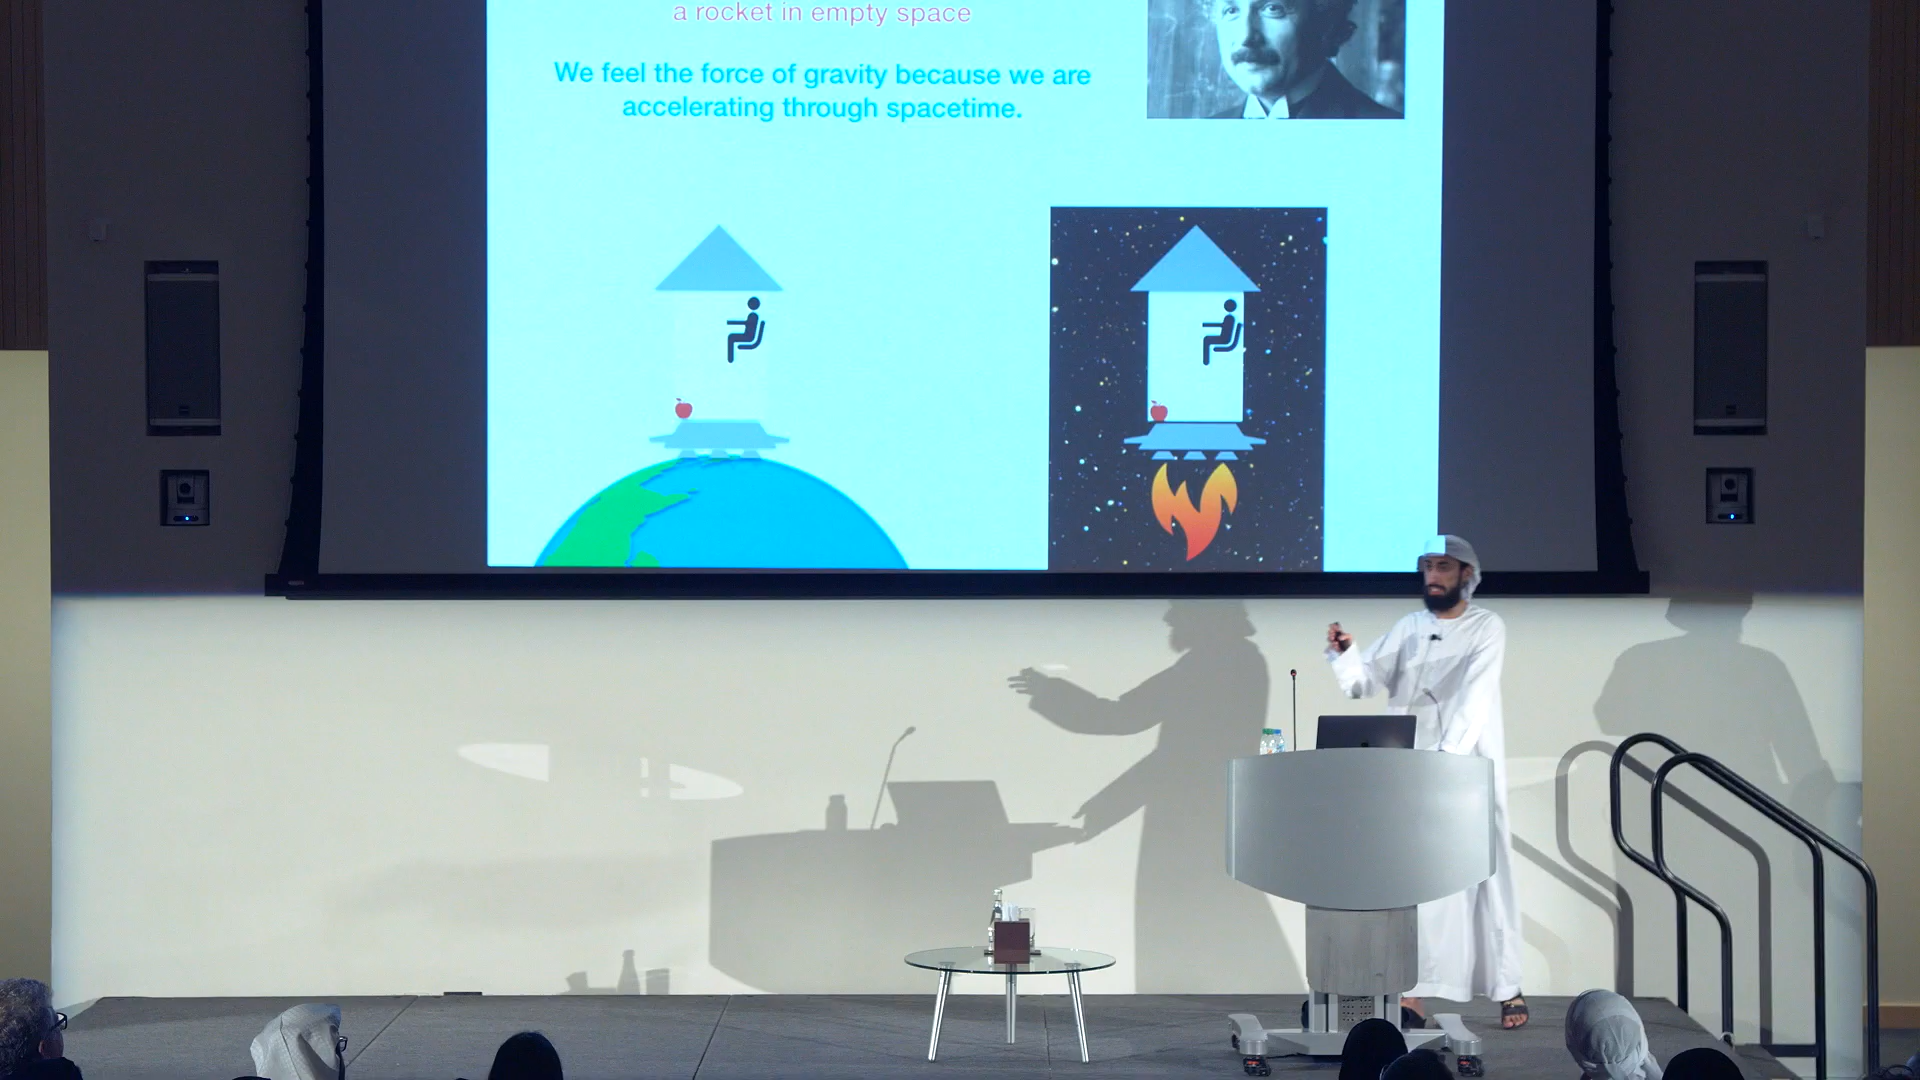 a rocket in empty space
We feel the force of gravity because we are
accelerating through spacetime.